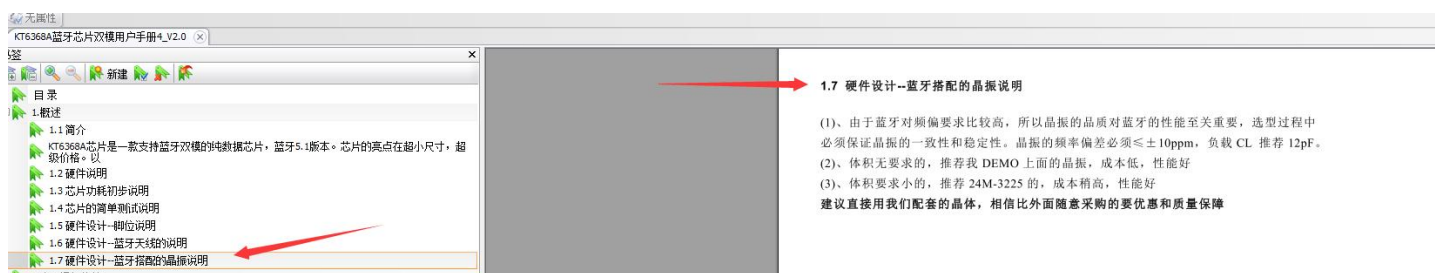 无属性
KT6368A蓝牙芯片双模用户手册4_V2.0
书签
新建
目录
1.概述
1.1简介
KT6368A芯片是一款支持蓝牙双模的纯数据芯片，蓝牙5.1版本。芯片的亮点在超小尺寸，超
级价格。以
1.2硬件说明
1.3芯片功耗初步说明
1.4芯片的简单测试说明
1.5硬件设计--脚位说明
1.6硬件设计--蓝牙天线的说明
1.7硬件设计--蓝牙搭配的晶振说明
1.7 硬件设计--蓝牙搭配的晶振说明
(1)、由于蓝牙对频偏要求比较高，所以晶振的品质对蓝牙的性能至关重要，选型过程中
必须保证晶振的一致性和稳定性。晶振的频率偏差必须≤±10ppm，负载 CL 推荐 12pF。
(2)、体积无要求的，推荐我 DEMO 上面的晶振，成本低，性能好
(3)、体积要求小的，推荐 24M-3225 的，成本稍高，性能好
建议直接用我们配套的晶体，相信比外面随意采购的要优惠和质量保障